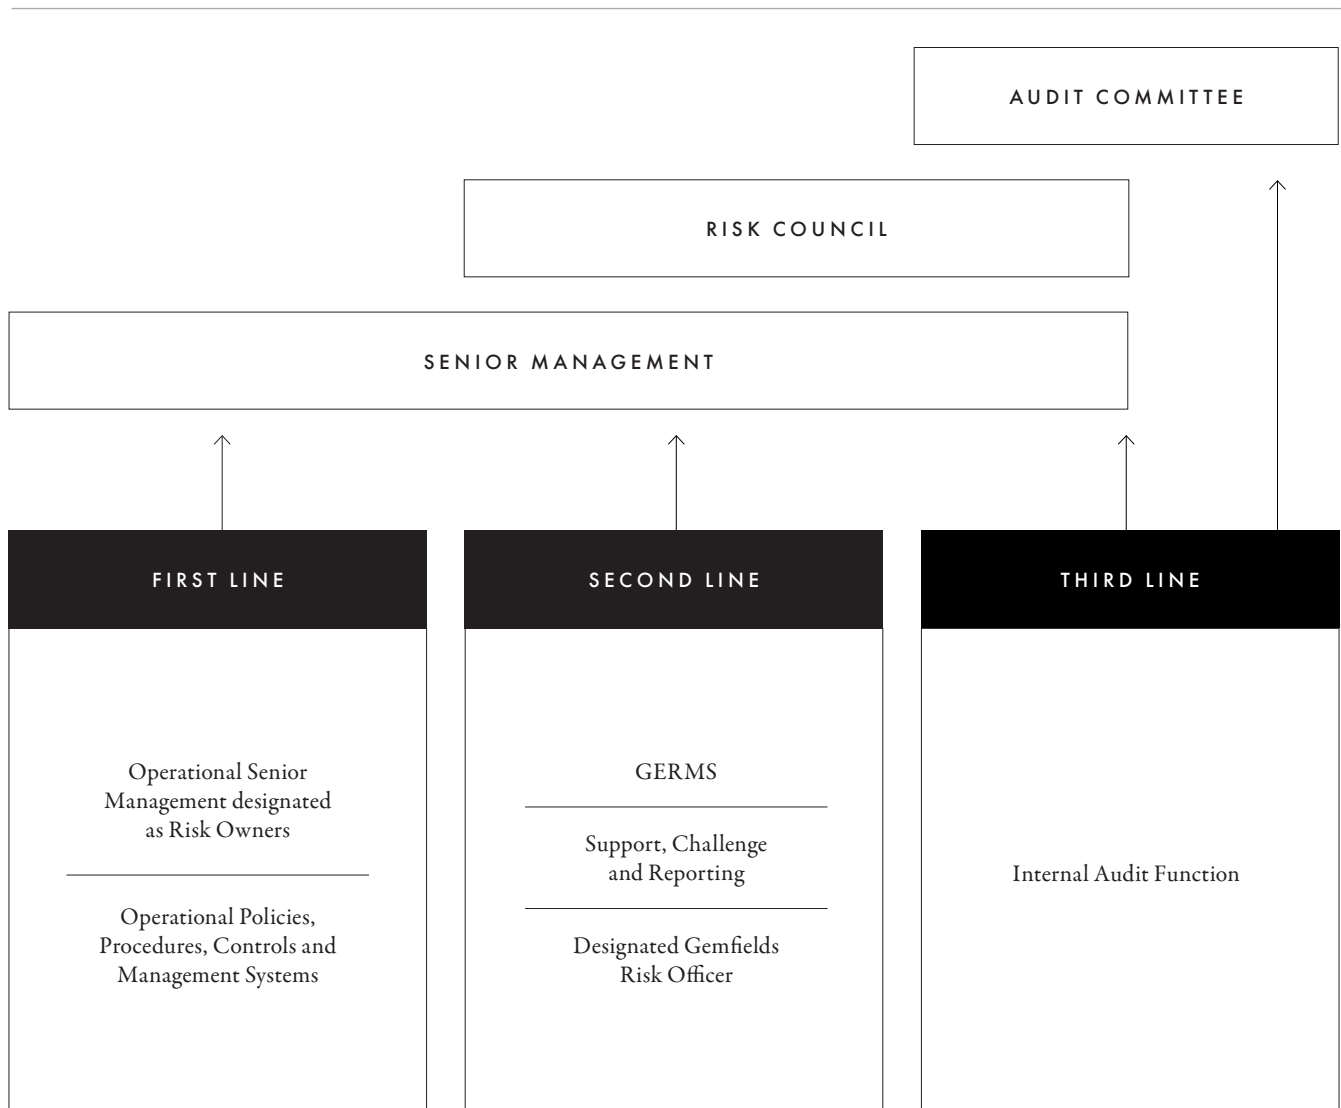 AUDIT COMMITTEE
RISK COUNCIL
SENIOR MANAGEMENT
FIRST LINE
SECOND LINE
THIRD LINE
Operational Senior
Management designated
as Risk Owners
Operational Policies,
Procedures, Controls and
Management Systems
GERMS
Support, Challenge
and Reporting
Designated Gemfields
Risk Officer
Internal Audit Function